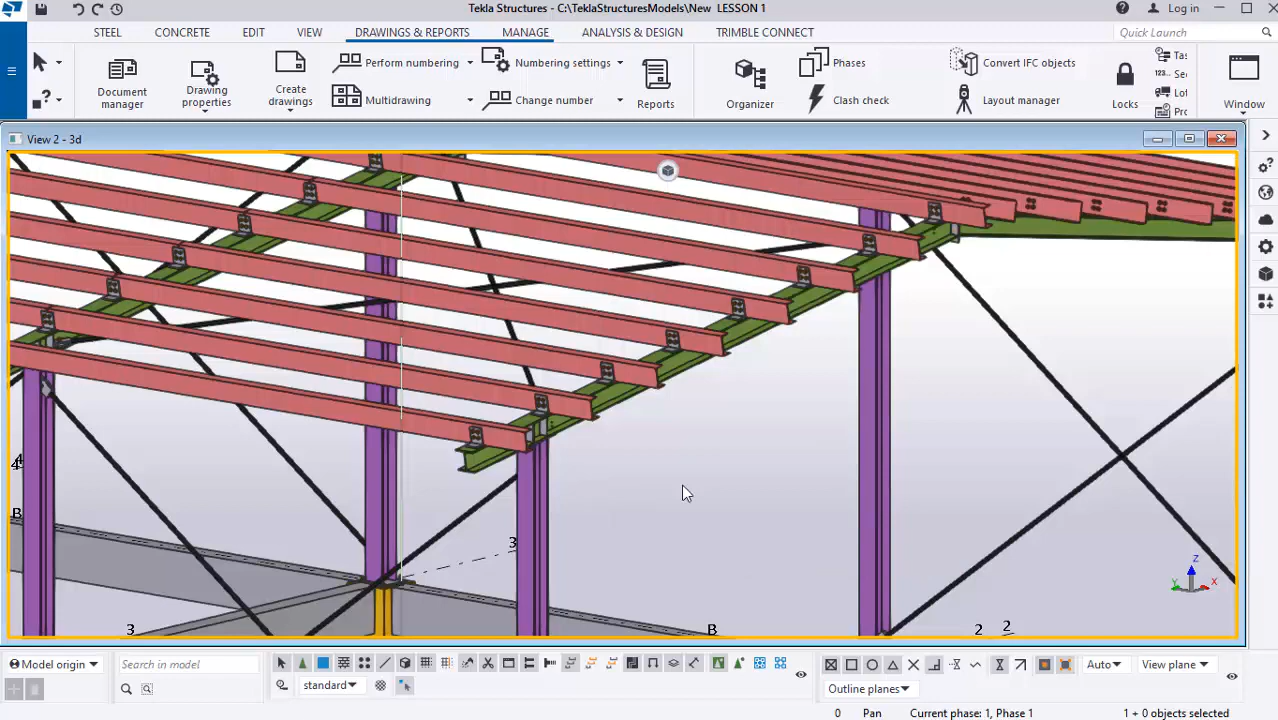 Tekla Structures - C:\TeklaStructuresModels\New LESSON 1
Log in
STEEL CONCRETE EDIT VIEW DRAWINGS & REPORTS MANAGE ANALYSIS & DESIGN TRIMBLE CONNECT Quick Launch
Document manager
Drawing properties
Create drawings
Perform numbering
Multidrawing
Numbering settings
Change number
Reports
Organizer
Phases
Clash check
Convert IFC objects
Layout manager
Locks
Ta
Se
Lo
Pro
Window
View 2 - 3d
4
B
3
3
B
2 2
Z
Y X
Model origin
Search in model
standard
Auto
View plane
Outline planes
0 Pan Current phase: 1, Phase 1 1 + 0 objects selected